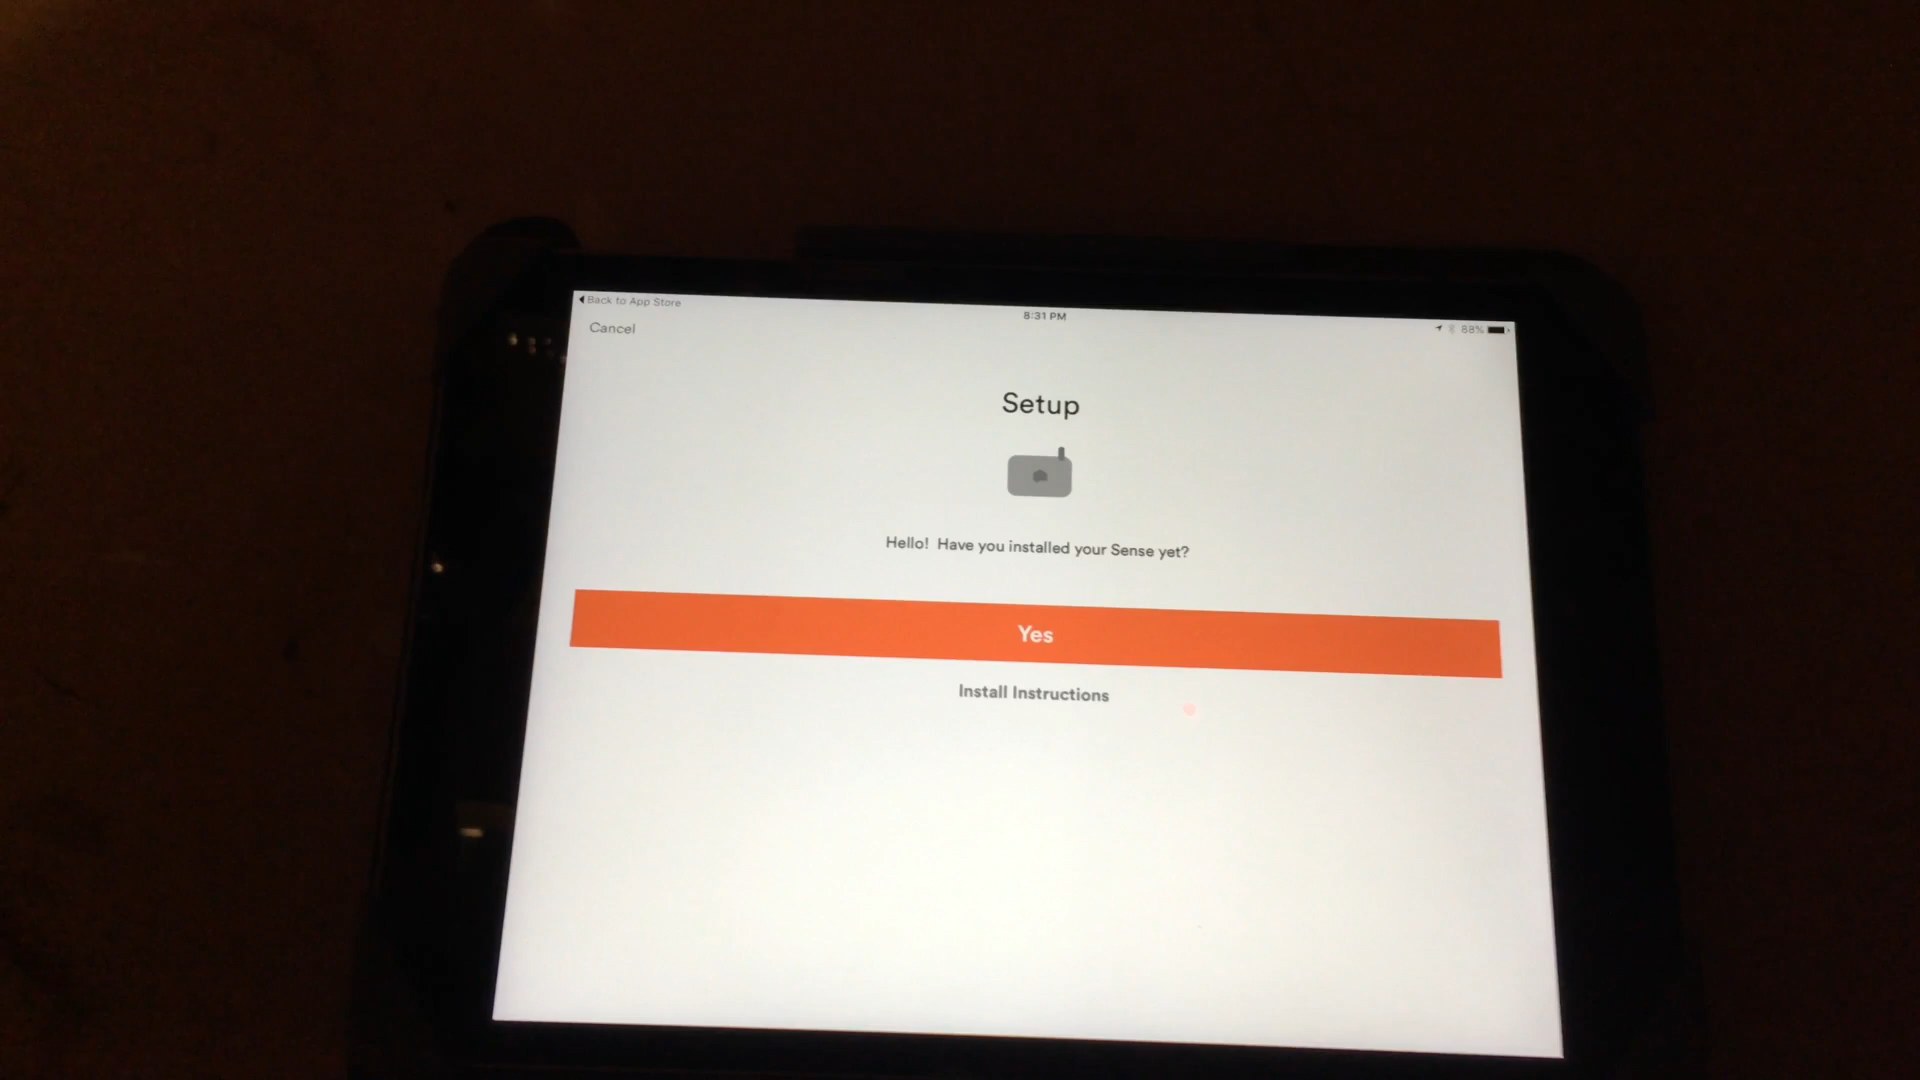 Back to App Store
8:31 PM
88%
Cancel
Setup
Hello! Have you installed your Sense yet?
Yes
Install Instructions